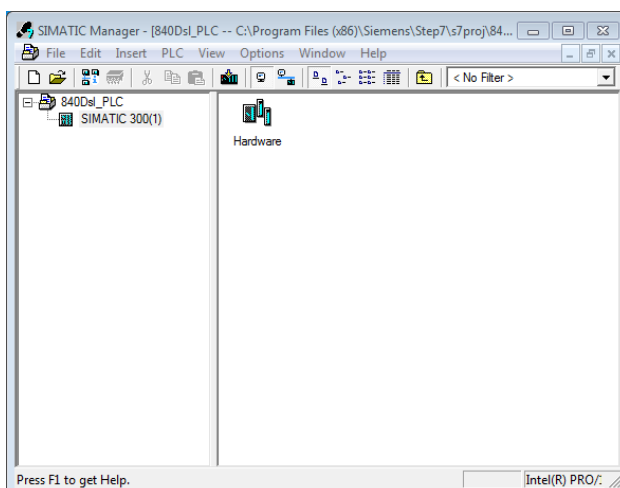 SIMATIC Manager - [840Dsl_PLC -- C:\Program Files (x86)\Siemens\Step7\s7proj\84...
File Edit Insert PLC View Options Window Help
< No Filter >
840Dsl_PLC
SIMATIC 300(1)
Hardware
Press F1 to get Help.
Intel(R) PRO/: